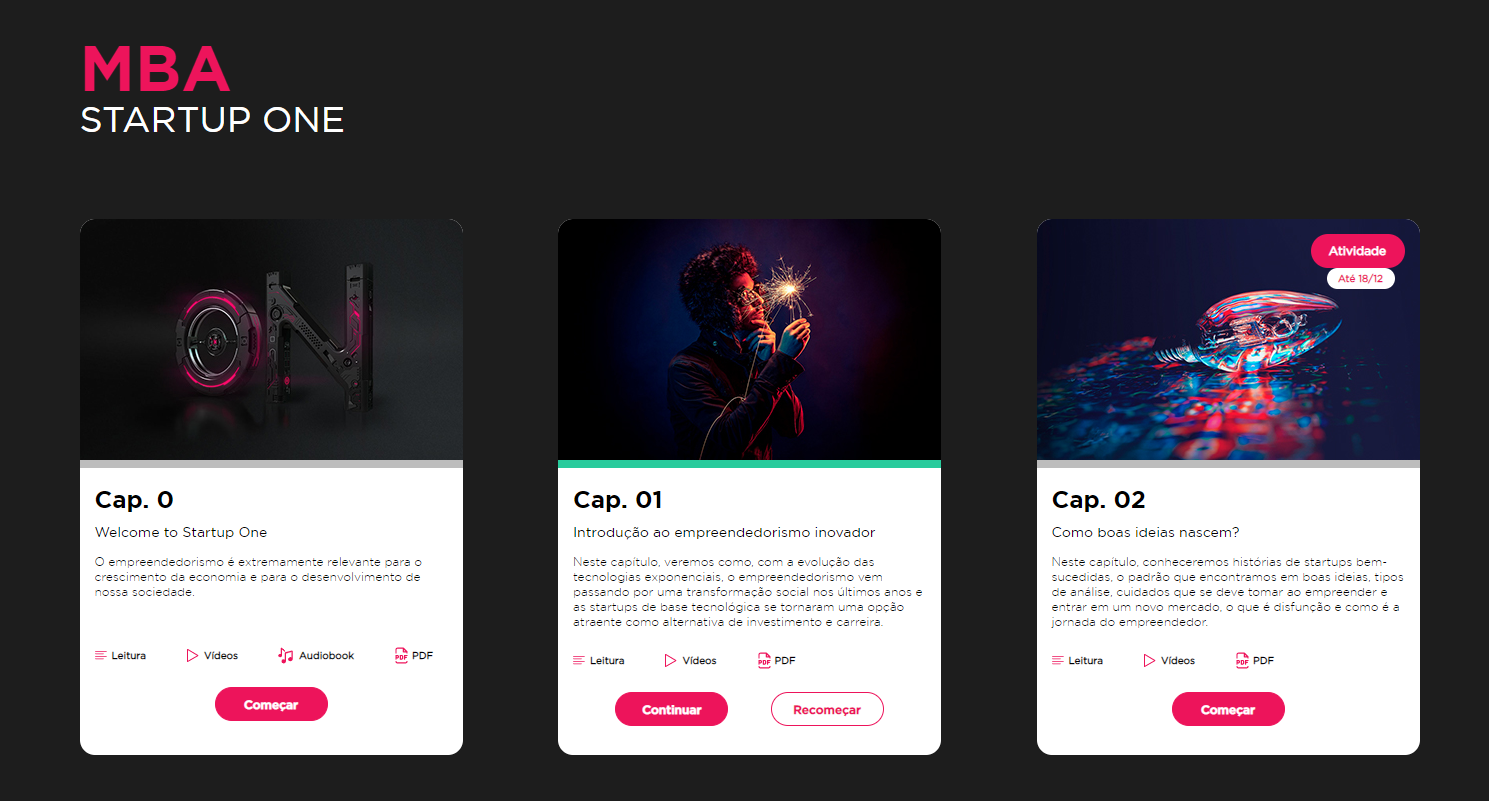 MBA
STARTUP ONE
ON
Cap. 0
Welcome to Startup One
O empreendedorismo é extremamente relevante para o
crescimento da economia e para o desenvolvimento de
nossa sociedade.
Leitura
Vídeos
Audiobook
PDF
PDF
Começar
Cap. 01
Introdução ao empreendedorismo inovador
Neste capítulo, veremos como, com a evolução das
tecnologias exponenciais, o empreendedorismo vem
passando por uma transformação social nos últimos anos e
as startups de base tecnológica se tornaram uma opção
atraente como alternativa de investimento e carreira.
Leitura
Vídeos
PDF
PDF
Continuar
Recomeçar
Atividade
Até 18/12
Cap. 02
Como boas ideias nascem?
Neste capítulo, conheceremos histórias de startups bem-
sucedidas, o padrão que encontramos em boas ideias, tipos
de análise, cuidados que se deve tomar ao empreender e
entrar em um novo mercado, o que é disfunção e como é a
jornada do empreendedor.
Leitura
Vídeos
PDF
PDF
Começar